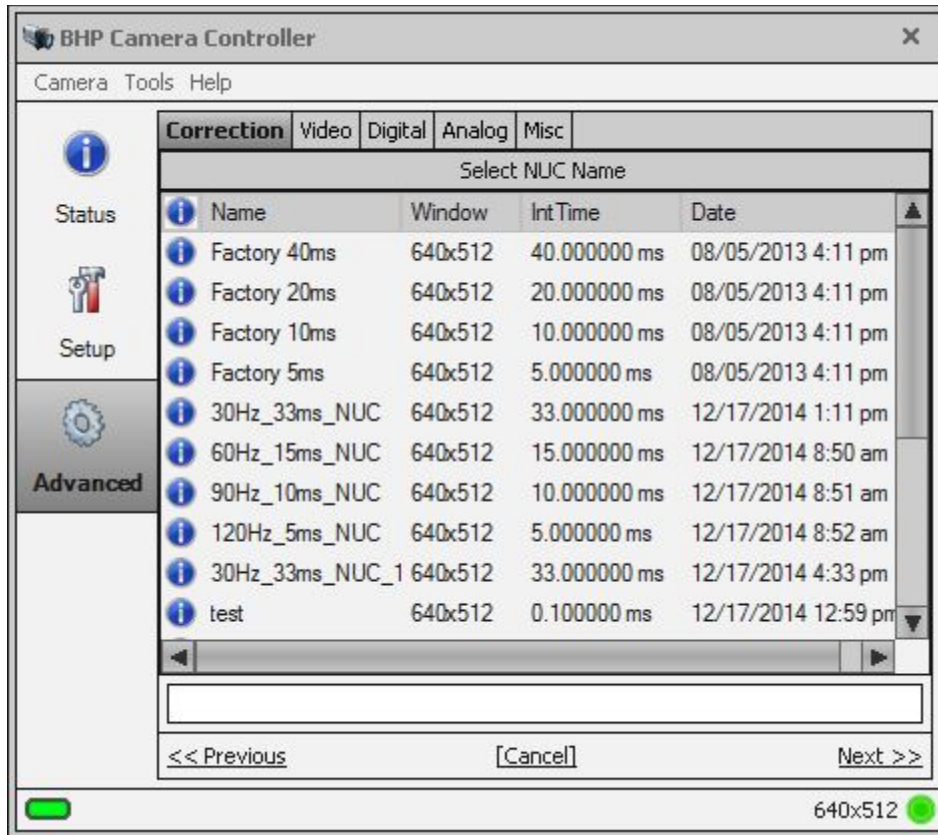 BHP Camera Controller
Camera Tools Help
Correction Video Digital Analog Misc
Select NUC Name
Status
Setup
Advanced
Name Window IntTime Date
Factory 40ms 640x512 40.000000 ms 08/05/2013 4:11 pm
Factory 20ms 640x512 20.000000 ms 08/05/2013 4:11 pm
Factory 10ms 640x512 10.000000 ms 08/05/2013 4:11 pm
Factory 5ms 640x512 5.000000 ms 08/05/2013 4:11 pm
30Hz_33ms_NUC 640x512 33.000000 ms 12/17/2014 1:11 pm
60Hz_15ms_NUC 640x512 15.000000 ms 12/17/2014 8:50 am
90Hz_10ms_NUC 640x512 10.000000 ms 12/17/2014 8:51 am
120Hz_5ms_NUC 640x512 5.000000 ms 12/17/2014 8:52 am
30Hz_33ms_NUC_1 640x512 33.000000 ms 12/17/2014 4:33 pm
test 640x512 0.100000 ms 12/17/2014 12:59 pm
<< Previous [Cancel] Next >>
640x512